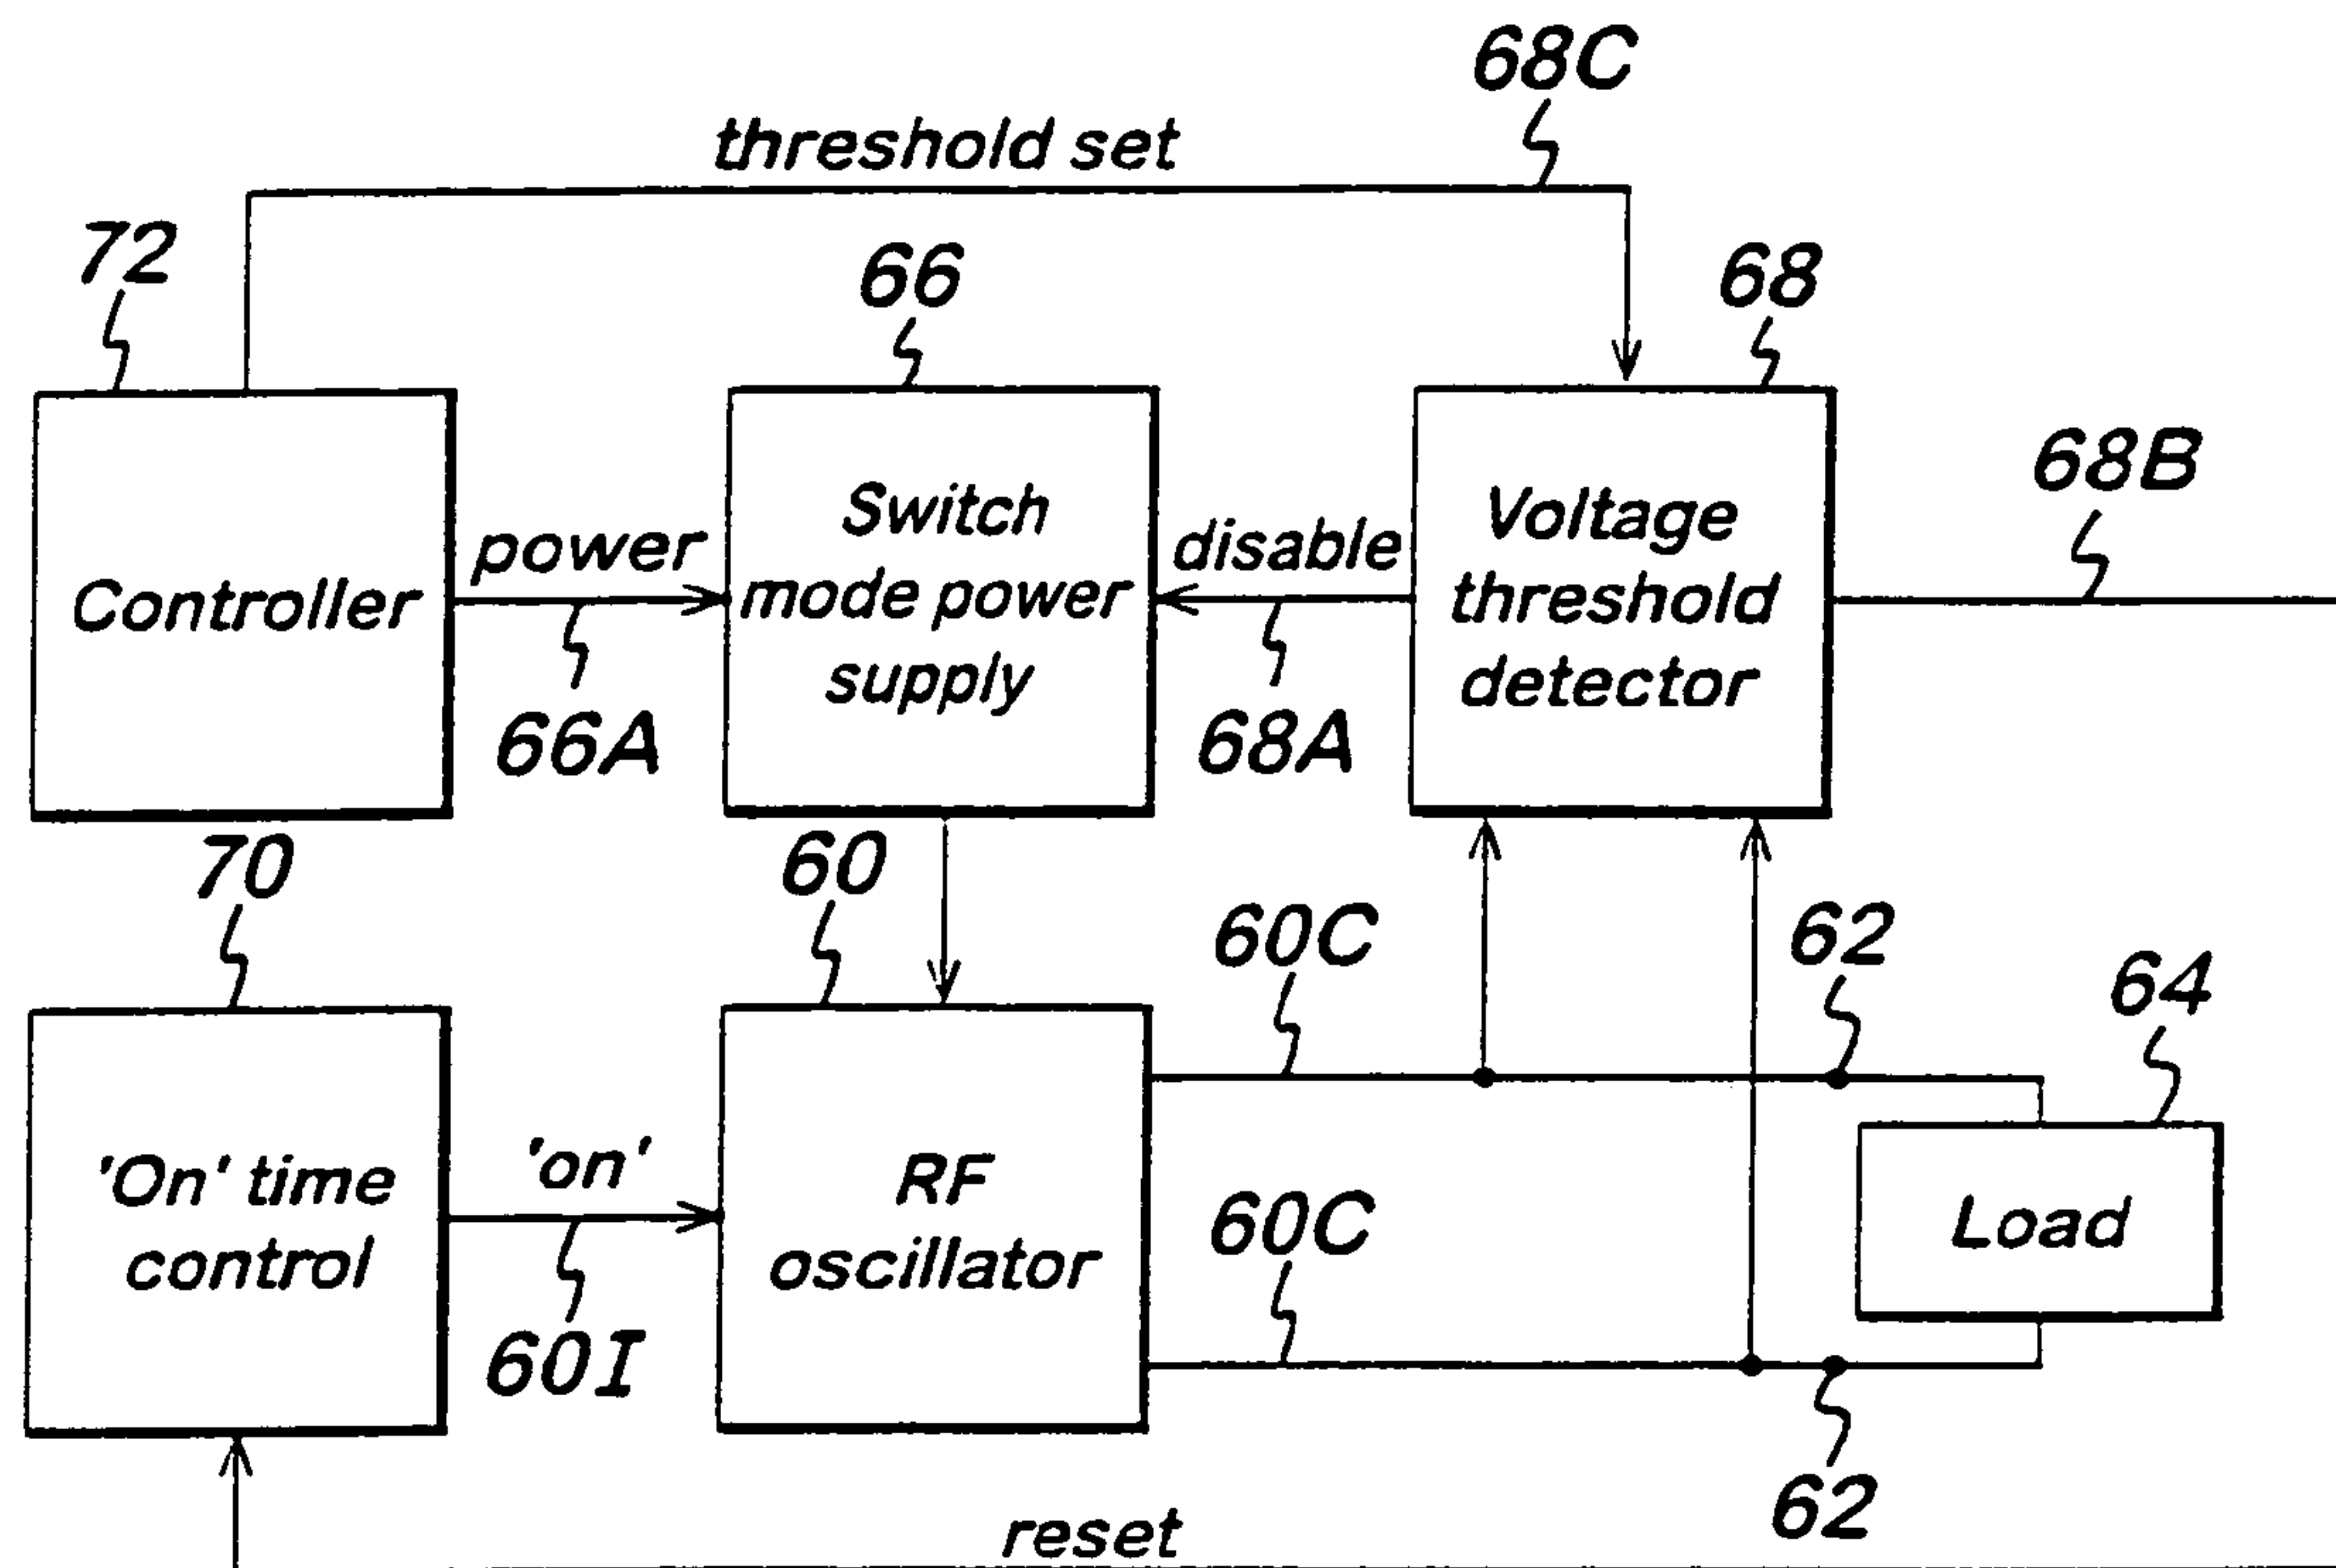 68C
threshold set
72
66
68
68B
Controller
power
66A
Switch
mode power
supply
disable
68A
Voltage
threshold
detector
70
60
60C
62
64
'On' time
control
'on'
60I
RF
oscillator
60C
Load
62
reset